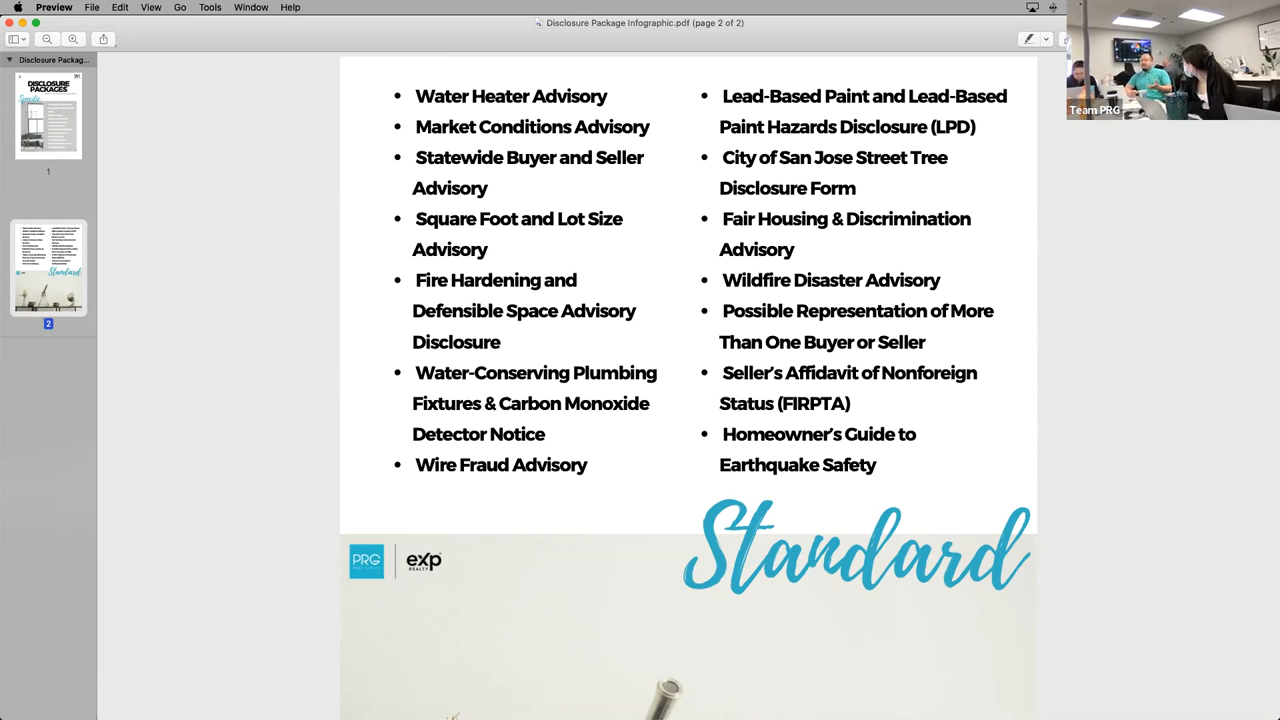 Preview File Edit View Go Tools Window Help
Disclosure Package Infographic.pdf (page 2 of 2)
Disclosure Packag...
DISCLOSURE
PACKAGES
Specific
1
Standard
2
• Water Heater Advisory
• Market Conditions Advisory
• Statewide Buyer and Seller
Advisory
• Square Foot and Lot Size
Advisory
• Fire Hardening and
Defensible Space Advisory
Disclosure
• Water-Conserving Plumbing
Fixtures & Carbon Monoxide
Detector Notice
• Wire Fraud Advisory
• Lead-Based Paint and Lead-Based
Paint Hazards Disclosure (LPD)
• City of San Jose Street Tree
Disclosure Form
• Fair Housing & Discrimination
Advisory
• Wildfire Disaster Advisory
• Possible Representation of More
Than One Buyer or Seller
• Seller's Affidavit of Nonforeign
Status (FIRPTA)
• Homeowner's Guide to
Earthquake Safety
Standard
PRG
exp
REALTY
Team PRG